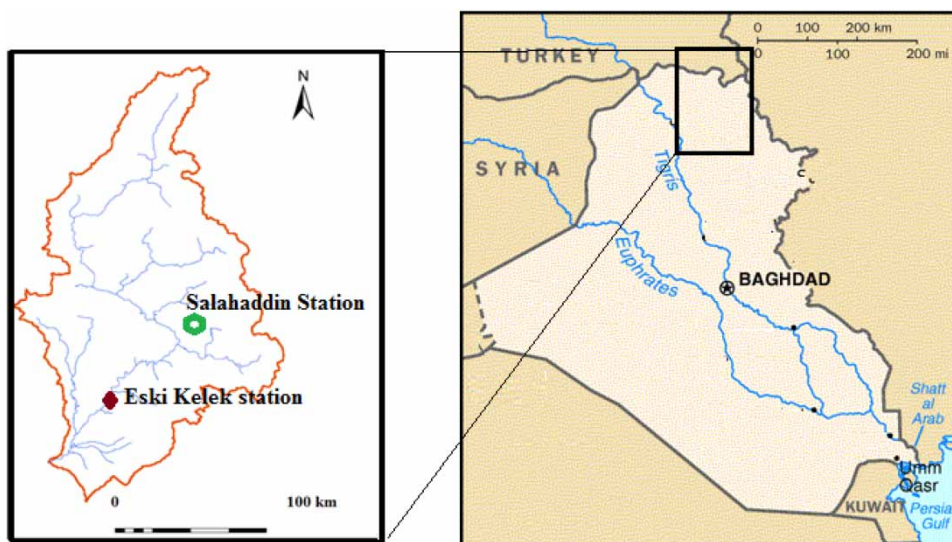 N
Salahaddin Station
Eski Kelek station
0 100 km
TURKEY
0 100 200 km
0 100 200 mi
SYRIA
Tigris
Euphrates
BAGHDAD
Shatt
al
Arab
Umm
Qasr
KUWAIT
Persia
Gulf